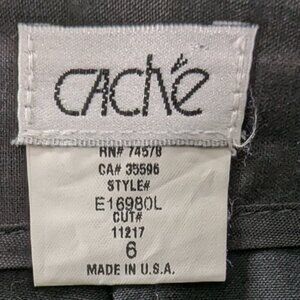 CACHé
RN# 74578
CA# 35596
STYLE#
E16980L
CUT#
11217
6
MADE IN U.S.A.